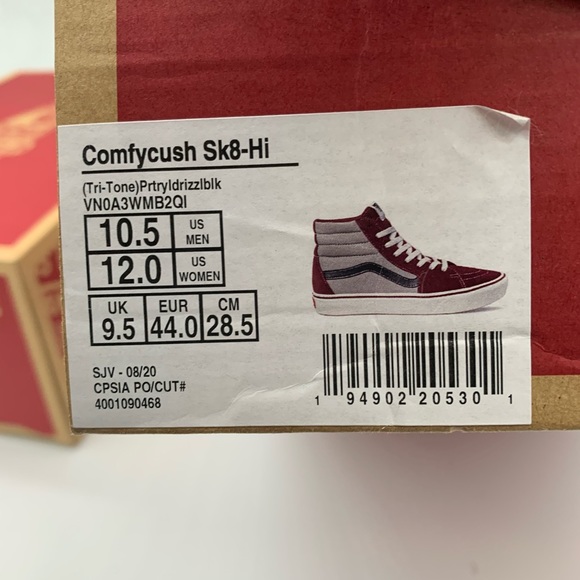 Comfycush Sk8-Hi
(Tri-Tone)Prtryldrizzlblk
VN0A3WMB2QI
10.5 US MEN
12.0 US WOMEN
UK 9.5 EUR 44.0 CM 28.5
SJV - 08/20
CPSIA PO/CUT#
4001090468
1 94902 20530 1